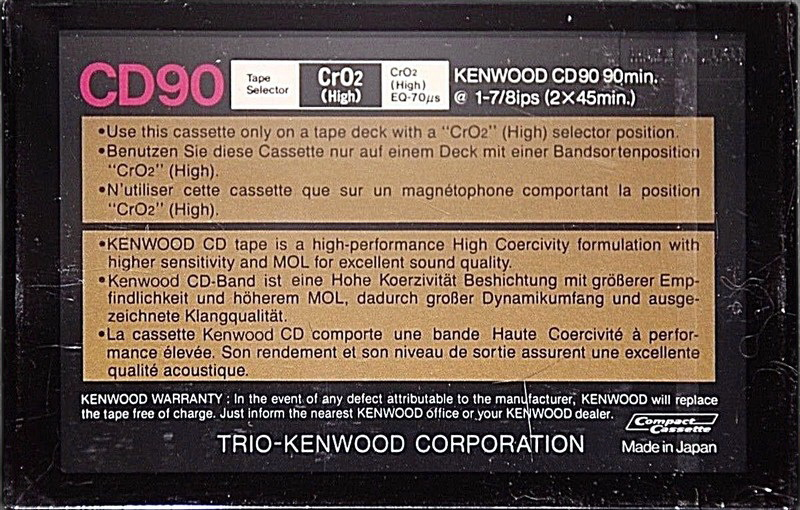 CD90
Tape
Selector
CrO2
(High)
CrO2
(High)
EQ-70µs
KENWOOD CD90 90min.
@ 1-7/8ips (2×45min.)
•Use this cassette only on a tape deck with a “CrO2” (High) selector position.
•Benutzen Sie diese Cassette nur auf einem Deck mit einer Bandsortenposition
“CrO2” (High).
•N'utiliser cette cassette que sur un magnétophone comportant la position
“CrO2” (High).
•KENWOOD CD tape is a high-performance High Coercivity formulation with
higher sensitivity and MOL for excellent sound quality.
•Kenwood CD-Band ist eine Hohe Koerzivität Beshichtung mit größerer Emp-
findlichkeit und höherem MOL, dadurch großer Dynamikumfang und ausge-
zeichnete Klangqualität.
•La cassette Kenwood CD comporte une bande Haute Coercivité à perfor-
mance élevée. Son rendement et son niveau de sortie assurent une excellente
qualité acoustique.
KENWOOD WARRANTY : In the event of any defect attributable to the manufacturer, KENWOOD will replace
the tape free of charge. Just inform the nearest KENWOOD office or your KENWOOD dealer.
Compact
Cassette
TRIO-KENWOOD CORPORATION
Made in Japan